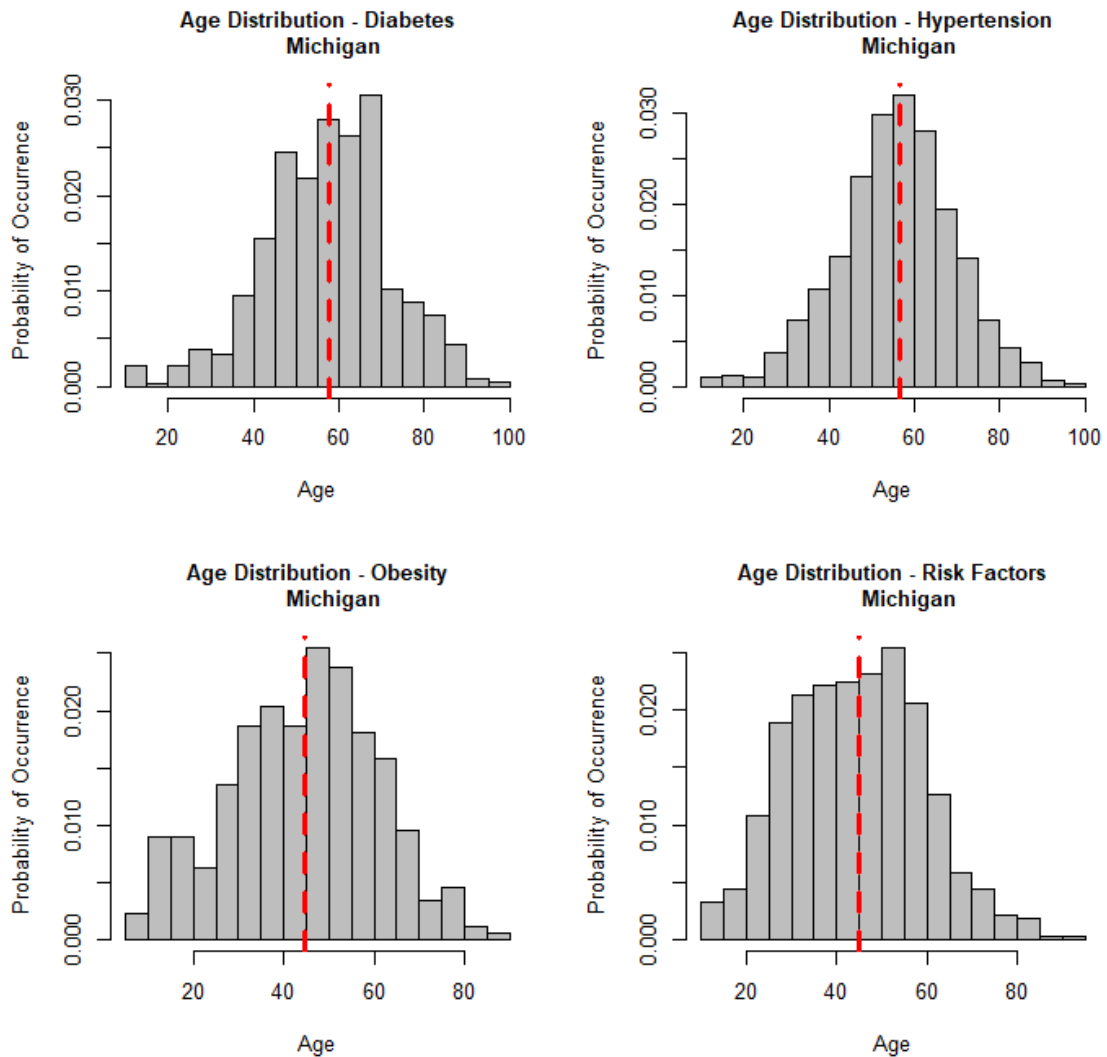 Age Distribution - Diabetes
Michigan
Probability of Occurrence
0.000
0.010
0.020
0.030
20
40
60
80
100
Age
Age Distribution - Hypertension
Michigan
Probability of Occurrence
0.000
0.010
0.020
0.030
20
40
60
80
100
Age
Age Distribution - Obesity
Michigan
Probability of Occurrence
0.000
0.010
0.020
20
40
60
80
Age
Age Distribution - Risk Factors
Michigan
Probability of Occurrence
0.000
0.010
0.020
20
40
60
80
Age